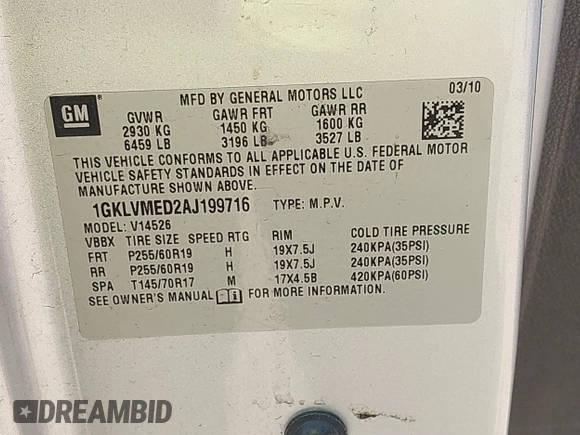 GM ®
MFD BY GENERAL MOTORS LLC 03/10
GVWR GAWR FRT GAWR RR
2930 KG 1450 KG 1600 KG
6459 LB 3196 LB 3527 LB
THIS VEHICLE CONFORMS TO ALL APPLICABLE U.S. FEDERAL MOTOR
VEHICLE SAFETY STANDARDS IN EFFECT ON THE DATE OF
MANUFACTURE SHOWN ABOVE.
1GKLVMED2AJ199716 TYPE: M.P.V.
MODEL: V14526
VBBX TIRE SIZE SPEED RTG RIM COLD TIRE PRESSURE
FRT P255/60R19 H 19X7.5J 240KPA(35PSI)
RR P255/60R19 H 19X7.5J 240KPA(35PSI)
SPA T145/70R17 M 17X4.5B 420KPA(60PSI)
SEE OWNER'S MANUAL FOR MORE INFORMATION.
DREAMBID